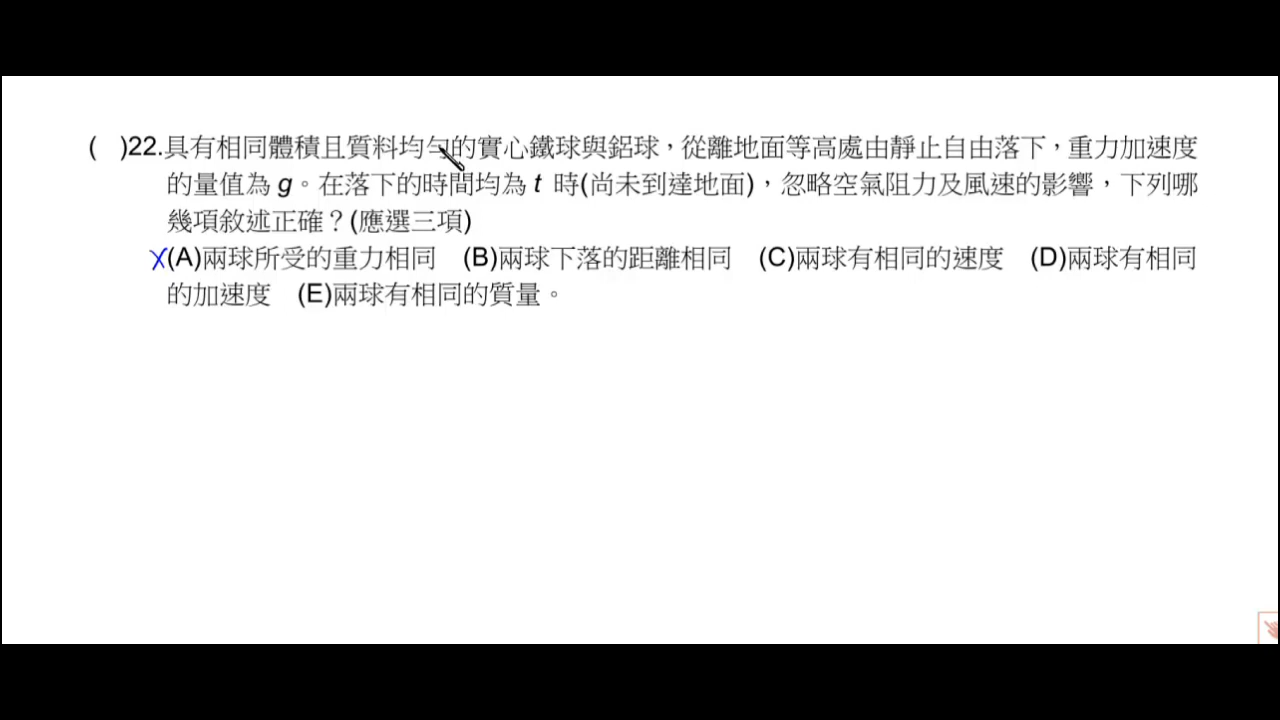 ( )22.具有相同體積且質料均勻的實心鐵球與鋁球，從離地面等高處由靜止自由落下，重力加速度
的量值為 g。在落下的時間均為 t 時(尚未到達地面)，忽略空氣阻力及風速的影響，下列哪
幾項敘述正確？(應選三項)
X(A)兩球所受的重力相同 (B)兩球下落的距離相同 (C)兩球有相同的速度 (D)兩球有相同
的加速度 (E)兩球有相同的質量。